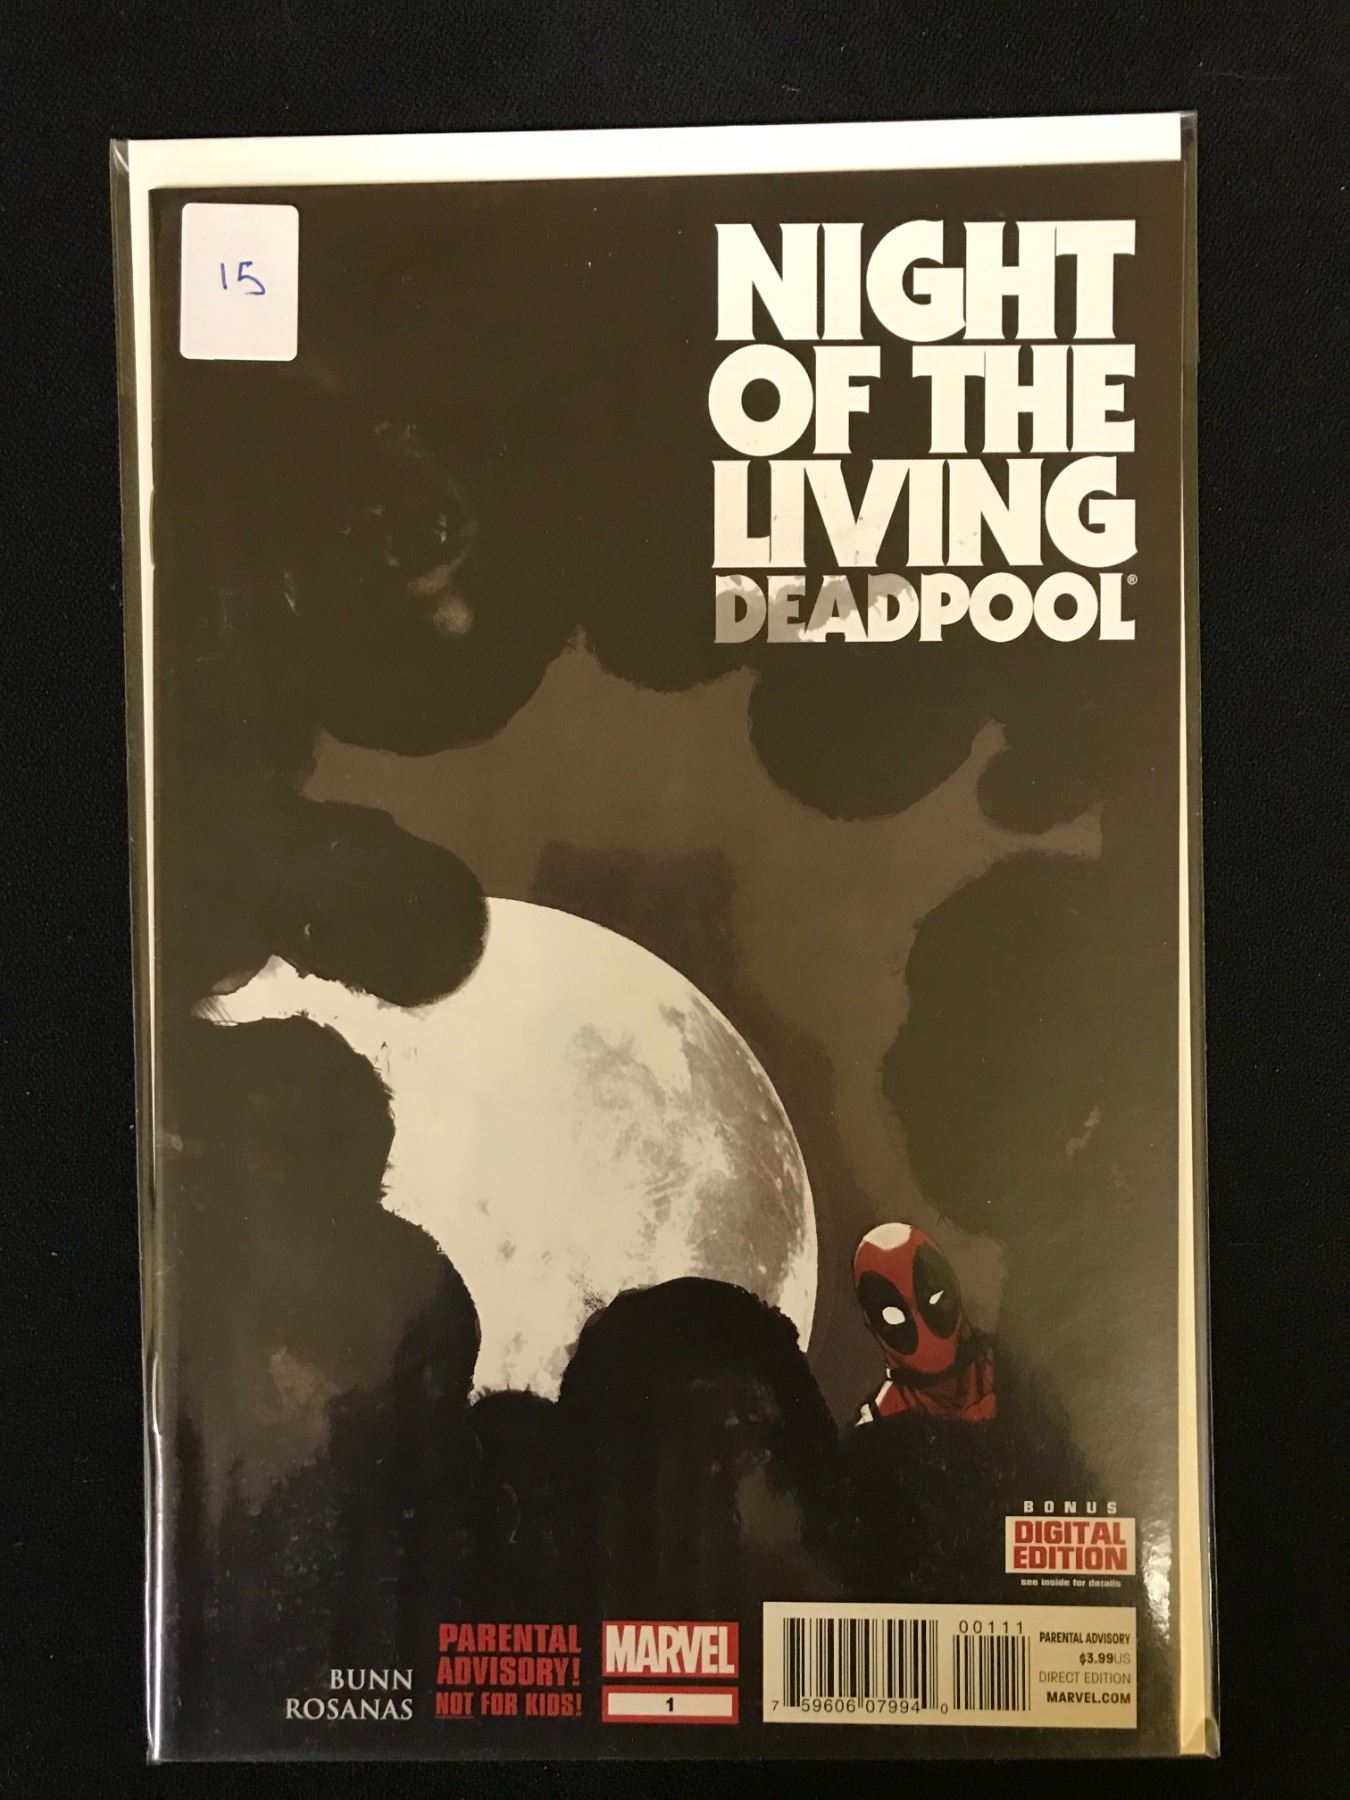 15
NIGHT
OF THE
LIVING
DEADPOOL®
BONUS
DIGITAL
EDITION
see inside for details
BUNN
ROSANAS
PARENTAL
ADVISORY!
NOT FOR KIDS!
MARVEL
1
00111
7 59606 07994 0
PARENTAL ADVISORY
$3.99US
DIRECT EDITION
MARVEL.COM